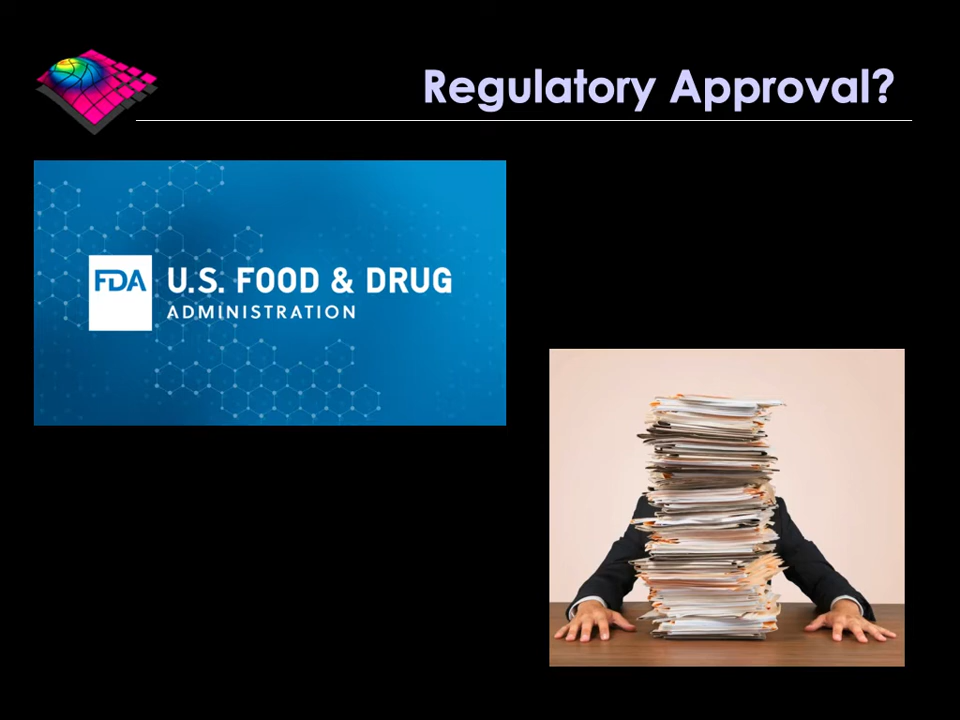 Regulatory Approval?
FDA
U.S. FOOD & DRUG
ADMINISTRATION